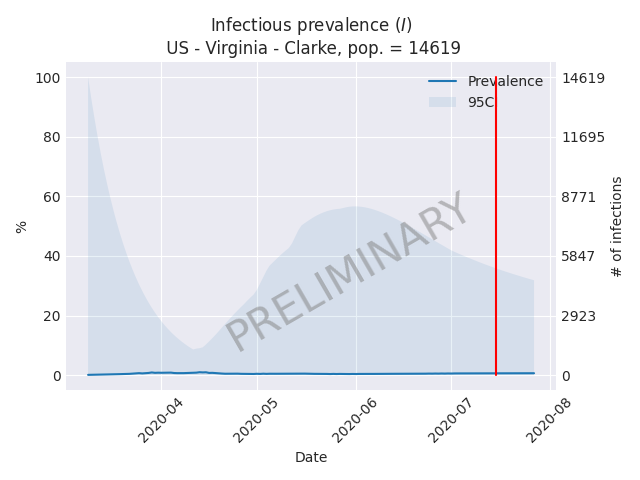 Infectious prevalence (I)
US - Virginia - Clarke, pop. = 14619
100
80
60
40
20
0
%
14619
11695
8771
5847
2923
0
# of infections
Prevalence
95C
PRELIMINARY
2020-04
2020-05
2020-06
2020-07
2020-08
Date